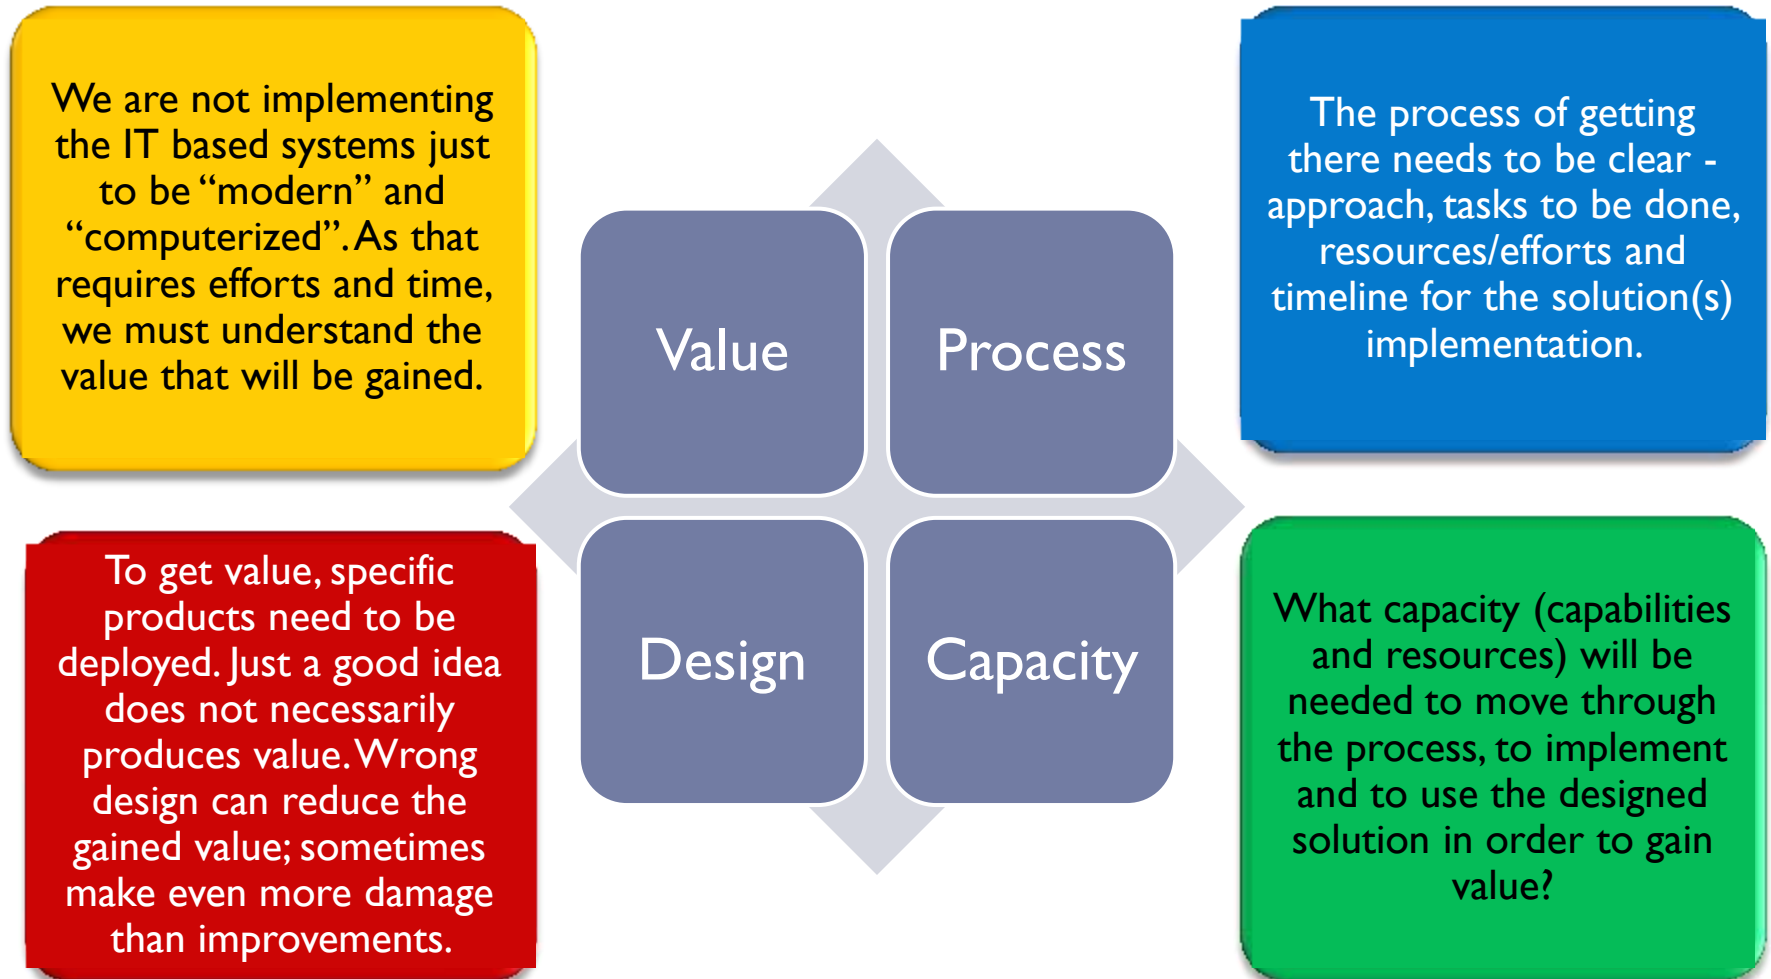 We are not implementing
the IT based systems just
to be “modern” and
“computerized”. As that
requires efforts and time,
we must understand the
value that will be gained.
The process of getting
there needs to be clear -
approach, tasks to be done,
resources/efforts and
timeline for the solution(s)
implementation.
Value
Process
Design
Capacity
To get value, specific
products need to be
deployed. Just a good idea
does not necessarily
produces value. Wrong
design can reduce the
gained value; sometimes
make even more damage
than improvements.
What capacity (capabilities
and resources) will be
needed to move through
the process, to implement
and to use the designed
solution in order to gain
value?